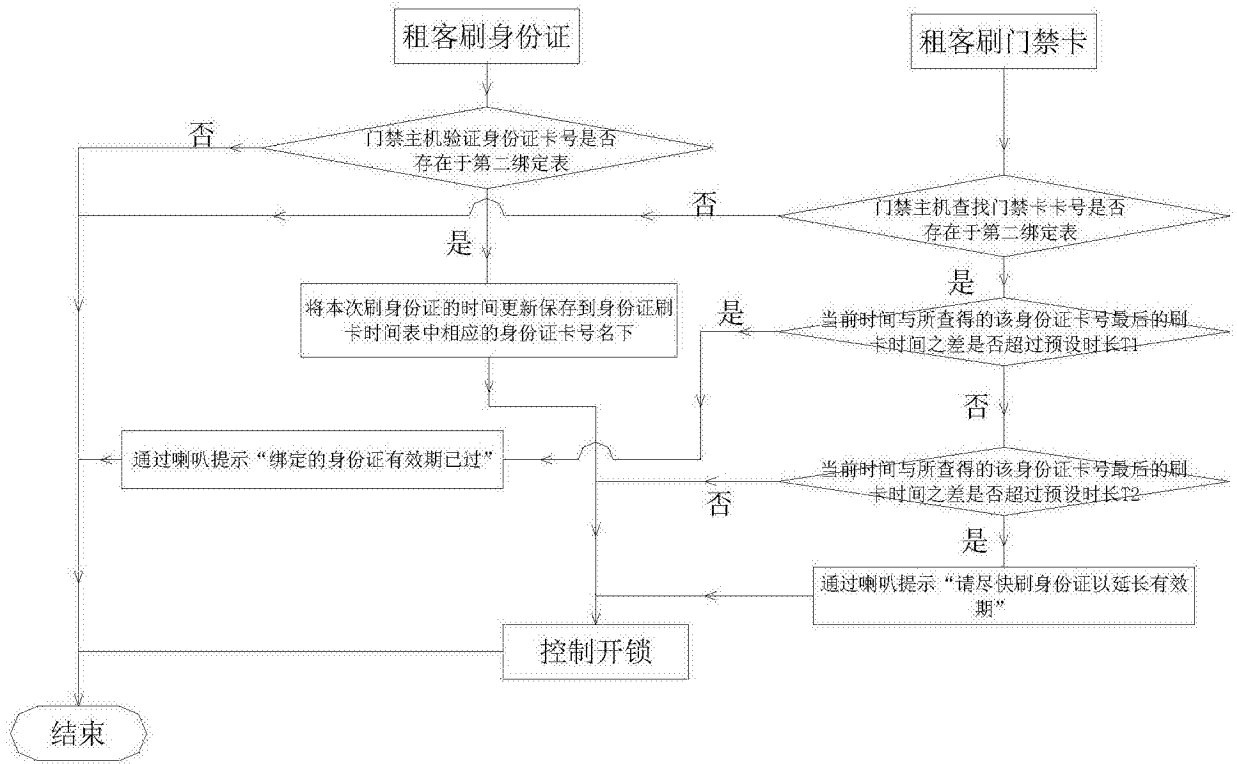 租客刷身份证
租客刷门禁卡
否
门禁主机验证身份证卡号是否
存在于第二绑定表
否
门禁主机查找门禁卡卡号是否
存在于第二绑定表
是
是
将本次刷身份证的时间更新保存到身份证刷
卡时间表中相应的身份证卡号名下
是
当前时间与所查得的该身份证卡号最后的刷
卡时间之差是否超过预设时长T1
否
通过喇叭提示“绑定的身份证有效期已过”
当前时间与所查得的该身份证卡号最后的刷
卡时间之差是否超过预设时长T2
否
是
通过喇叭提示“请尽快刷身份证以延长有效
期”
控制开锁
结束